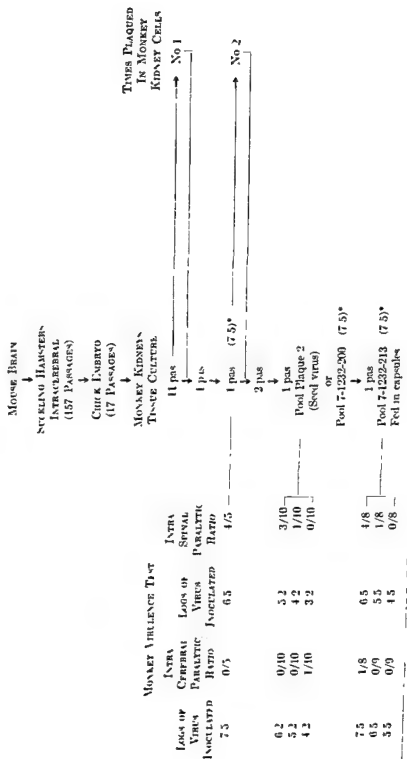 MOUSE BRAIN
SUCKLING HAMSTERS
INTRACEREBRAL
(157 PASSAGES)
CHICK EMBRYO
(17 PASSAGES)
MONKEY KIDNEYS
TISSUE CULTURE
TIMES PLAQUED
IN MONKEY
KIDNEY CELLS
11 pas
No 1
1 pas
1 pas (7 5)*
No 2
2 pas
1 pas
Pool Plaque 2
(Seed virus)
or
Pool 7-1232-200 (7 5)*
1 pas
Pool 7-1232-213 (7 5)*
Fed in capsules
MONKEY VIRULENCE TEST
LOGS OF
VIRUS
INOCULATED
INTRA
CEREBRAL
PARALYTIC
RATIO
LOGS OF
VIRUS
INOCULATED
INTRA
SPINAL
PARALYTIC
RATIO
7 5 0/5 6 5 4/5
6 2 0/10 5 2 3/10
5 2 0/10 4 2 1/10
4 2 1/10 3 2 0/10
7 5 1/8 6 5 4/8
6 5 0/9 5 5 1/8
5 5 0/9 4 5 0/8